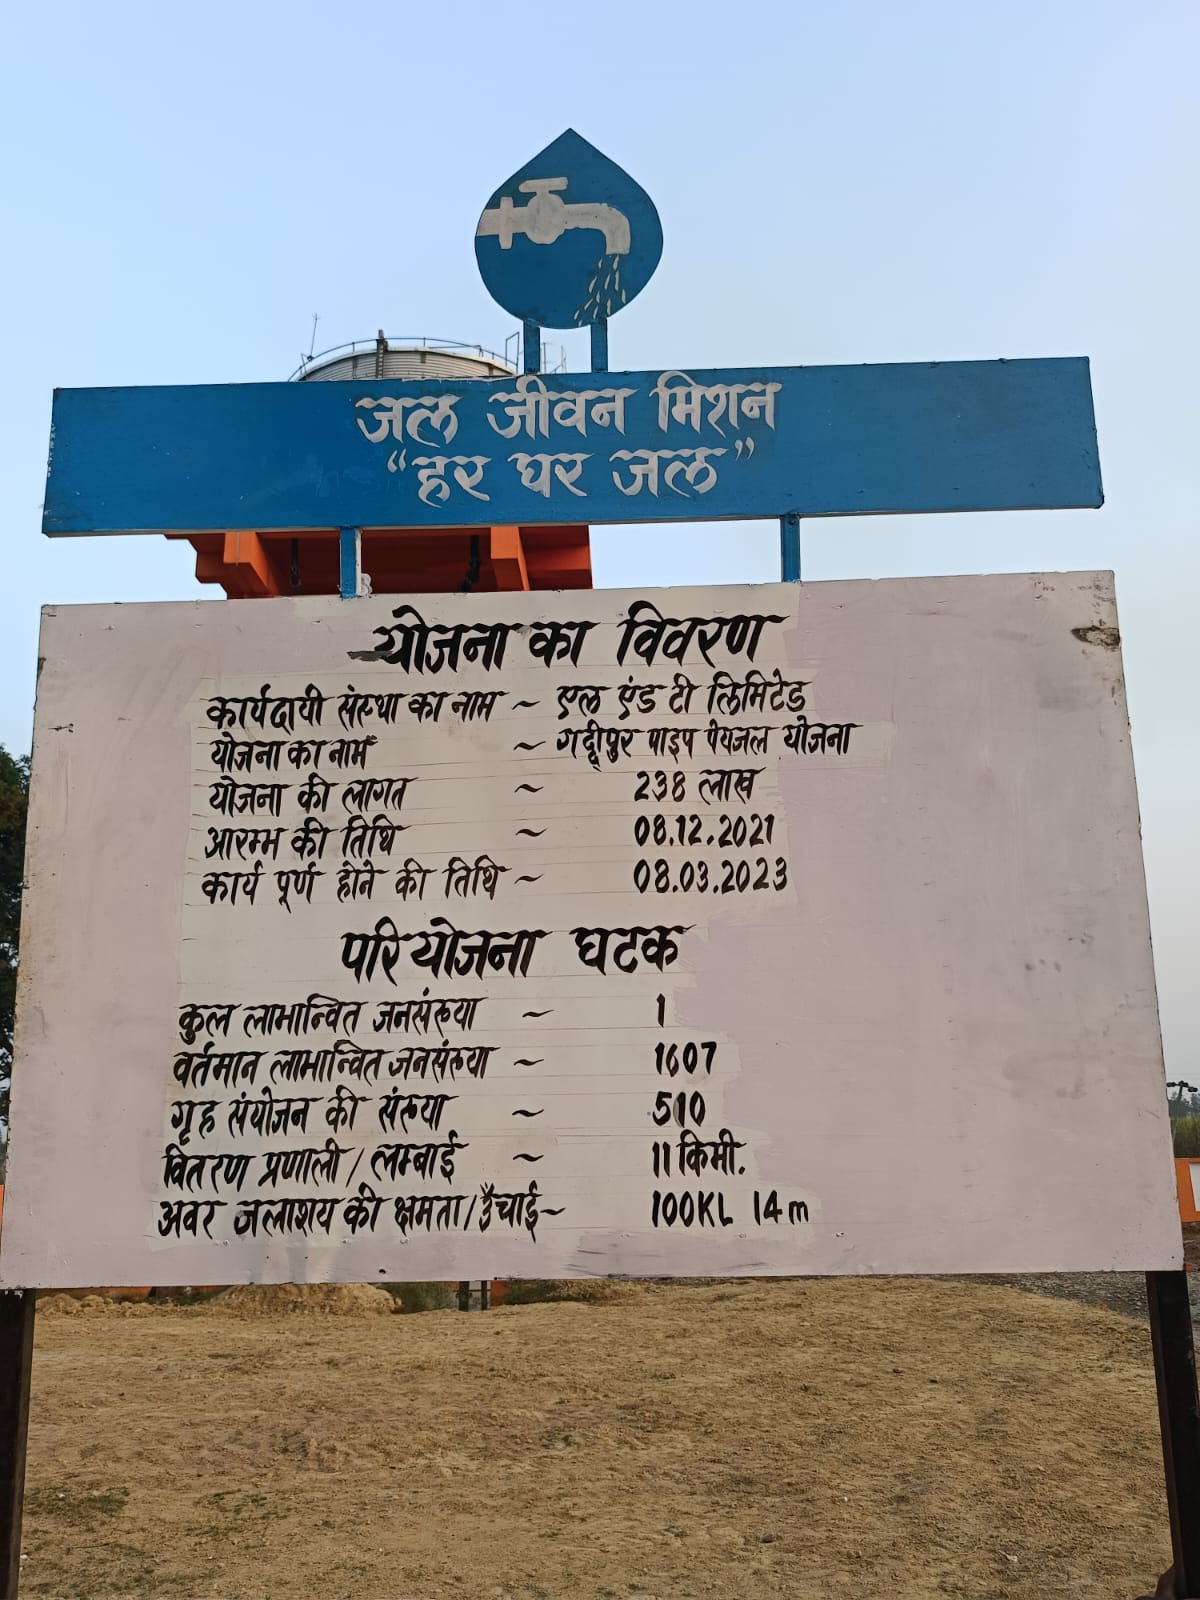 जल जीवन मिशन
“हर घर जल”
योजना का विवरण
कार्यदायी संस्था का नाम ~ एल एंड टी लिमिटेड
योजना का नाम ~ गद्दीपुर पाइप पेयजल योजना
योजना की लागत ~ 238 लाख
आरम्भ की तिथि ~ 08.12.2021
कार्य पूर्ण होने की तिथि ~ 08.03.2023
परियोजना घटक
कुल लाभान्वित जनसंख्या ~ 1
वर्तमान लाभान्वित जनसंख्या ~ 1607
गृह संयोजन की संख्या ~ 510
वितरण प्रणाली/लम्बाई ~ 11 किमी.
अवर जलाशय की क्षमता/उँचाई ~ 100KL 14m